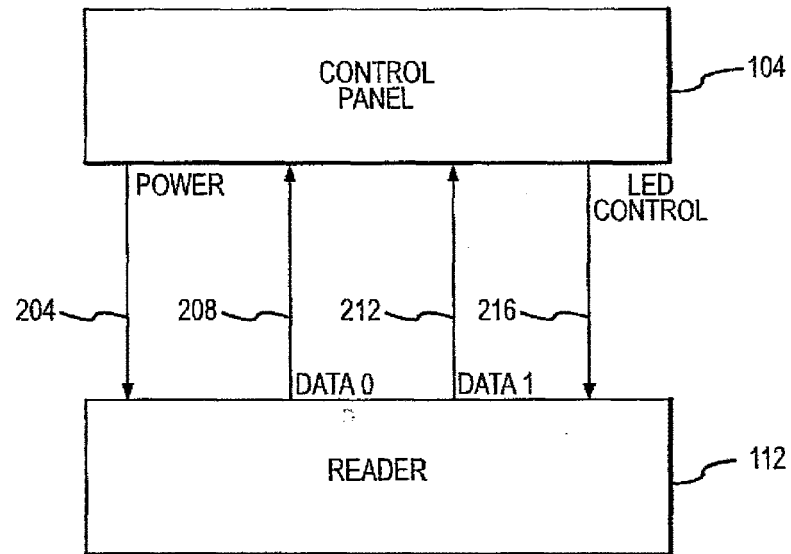 CONTROL
PANEL
104
POWER
LED
CONTROL
204
208
212
216
DATA 0
DATA 1
READER
112